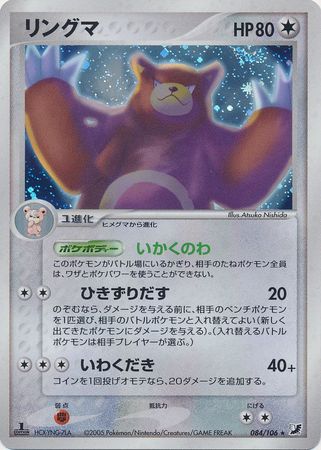 リングマ HP80
Illus. Atsuko Nishida
1進化 ヒメグマから進化
ポケボディー いかくのわ
このポケモンがバトル場にいるかぎり、相手のたねポケモン全員
は、ワザとポケパワーを使うことができない。
ひきずりだす 20
のぞむなら、ダメージを与える前に、相手のベンチポケモン
を1匹選び、相手のバトルポケモンと入れ替えてよい（新し
く出てきたポケモンにダメージを与える）。（入れ替えるバトル
ポケモンは相手プレイヤーが選ぶ。）
いわくだき 40+
コインを1回投げオモテなら、20ダメージを追加する。
弱点 抵抗力 にげる
1 EDITION HCX-YNG-ZLA ©2005 Pokémon/Nintendo/Creatures/GAME FREAK 084/106 ★